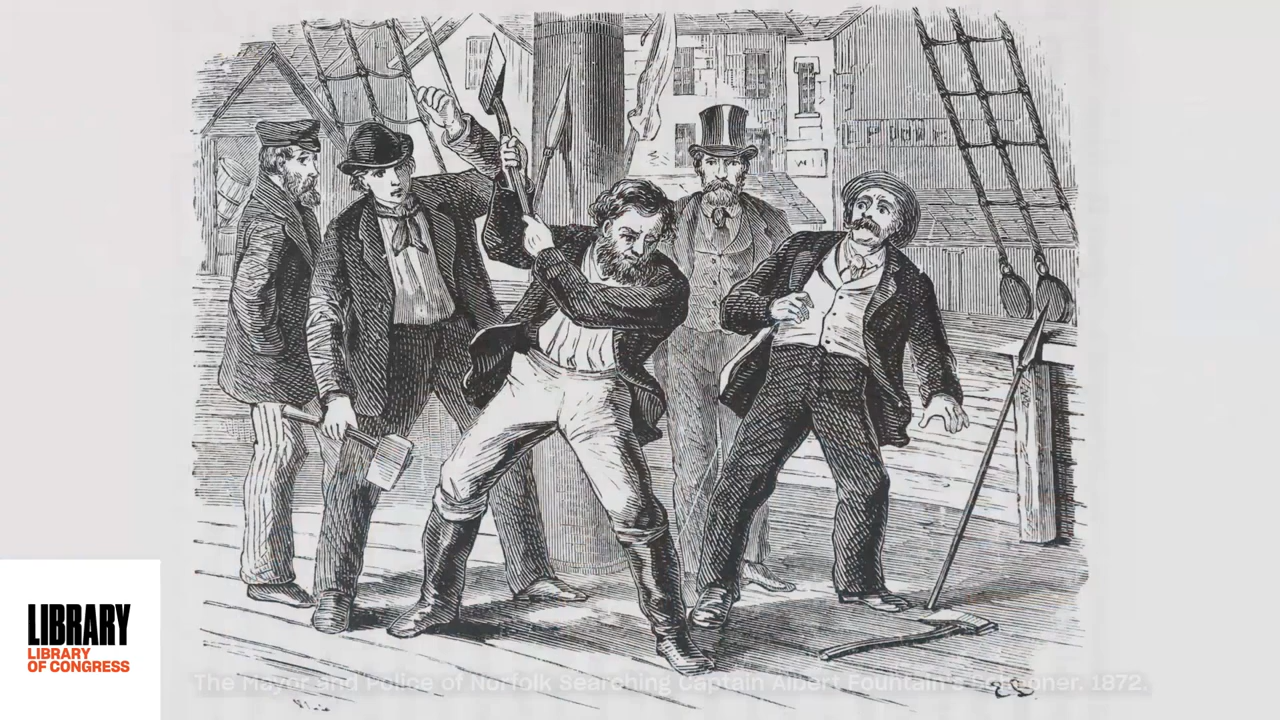 LIBRARY
LIBRARY
OF CONGRESS
The Mayor and Police of Norfolk Searching Captain Albert Fountain's Schooner. 1872.